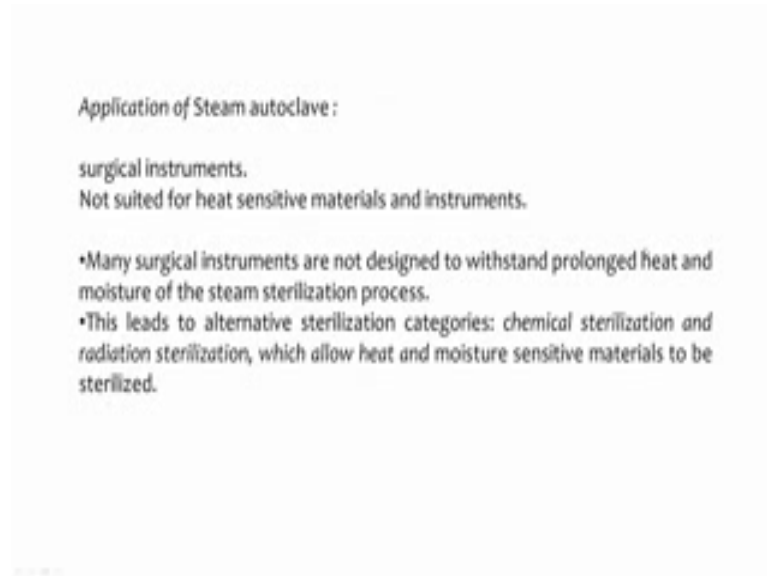 Application of Steam autoclave :
surgical instruments.
Not suited for heat sensitive materials and instruments.
•Many surgical instruments are not designed to withstand prolonged heat and
moisture of the steam sterilization process.
•This leads to alternative sterilization categories: chemical sterilization and
radiation sterilization, which allow heat and moisture sensitive materials to be
sterilized.